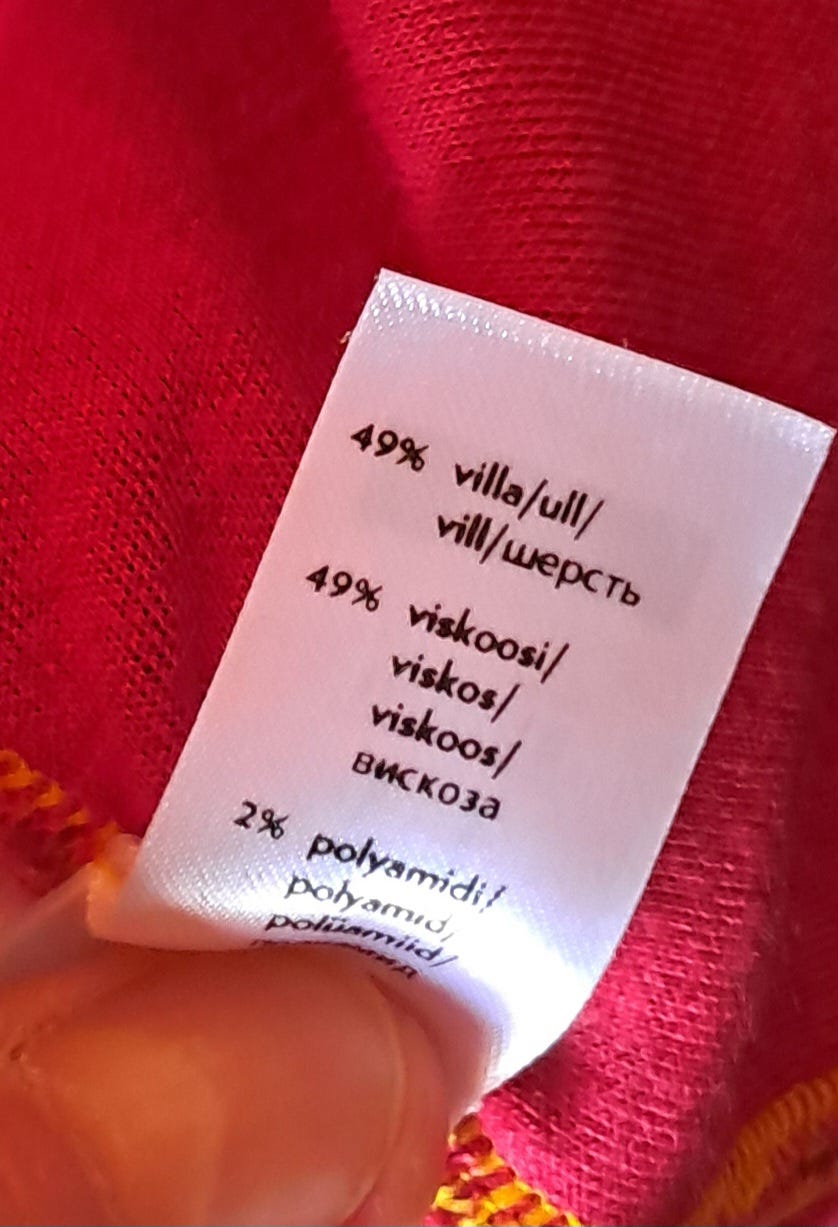 49% villa/ull/
vill/шерсть
49% viskoosi/
viskos/
viskoos/
вискоза
2% polyamidi/
polyamid/
polüamiid/